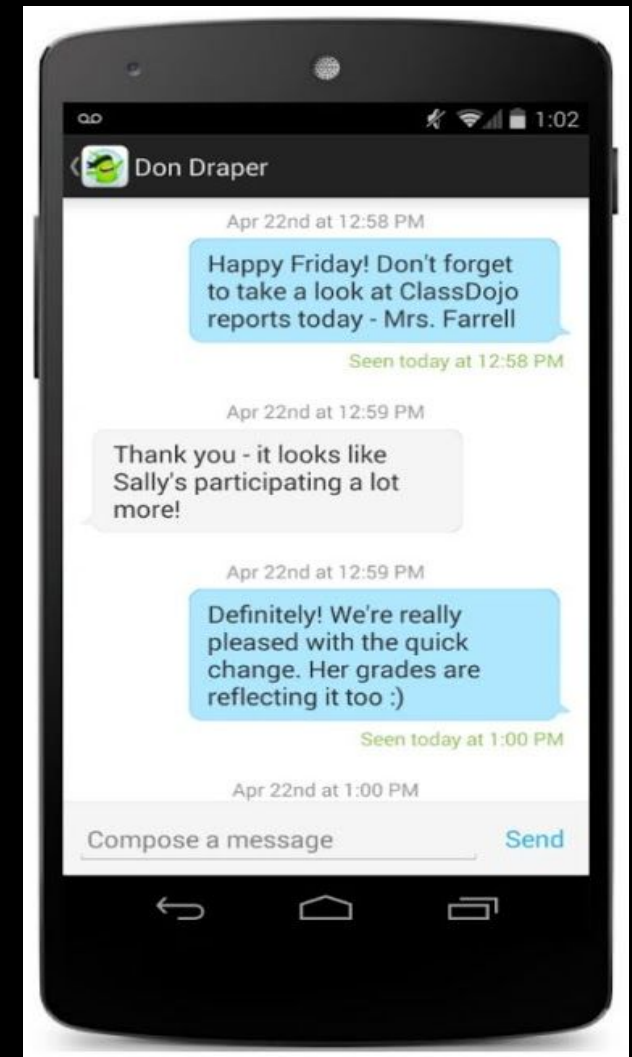 1:02
Don Draper
Apr 22nd at 12:58 PM
Happy Friday! Don't forget
to take a look at ClassDojo
reports today - Mrs. Farrell
Seen today at 12:58 PM
Apr 22nd at 12:59 PM
Thank you - it looks like
Sally's participating a lot
more!
Apr 22nd at 12:59 PM
Definitely! We're really
pleased with the quick
change. Her grades are
reflecting it too :)
Seen today at 1:00 PM
Apr 22nd at 1:00 PM
Compose a message Send